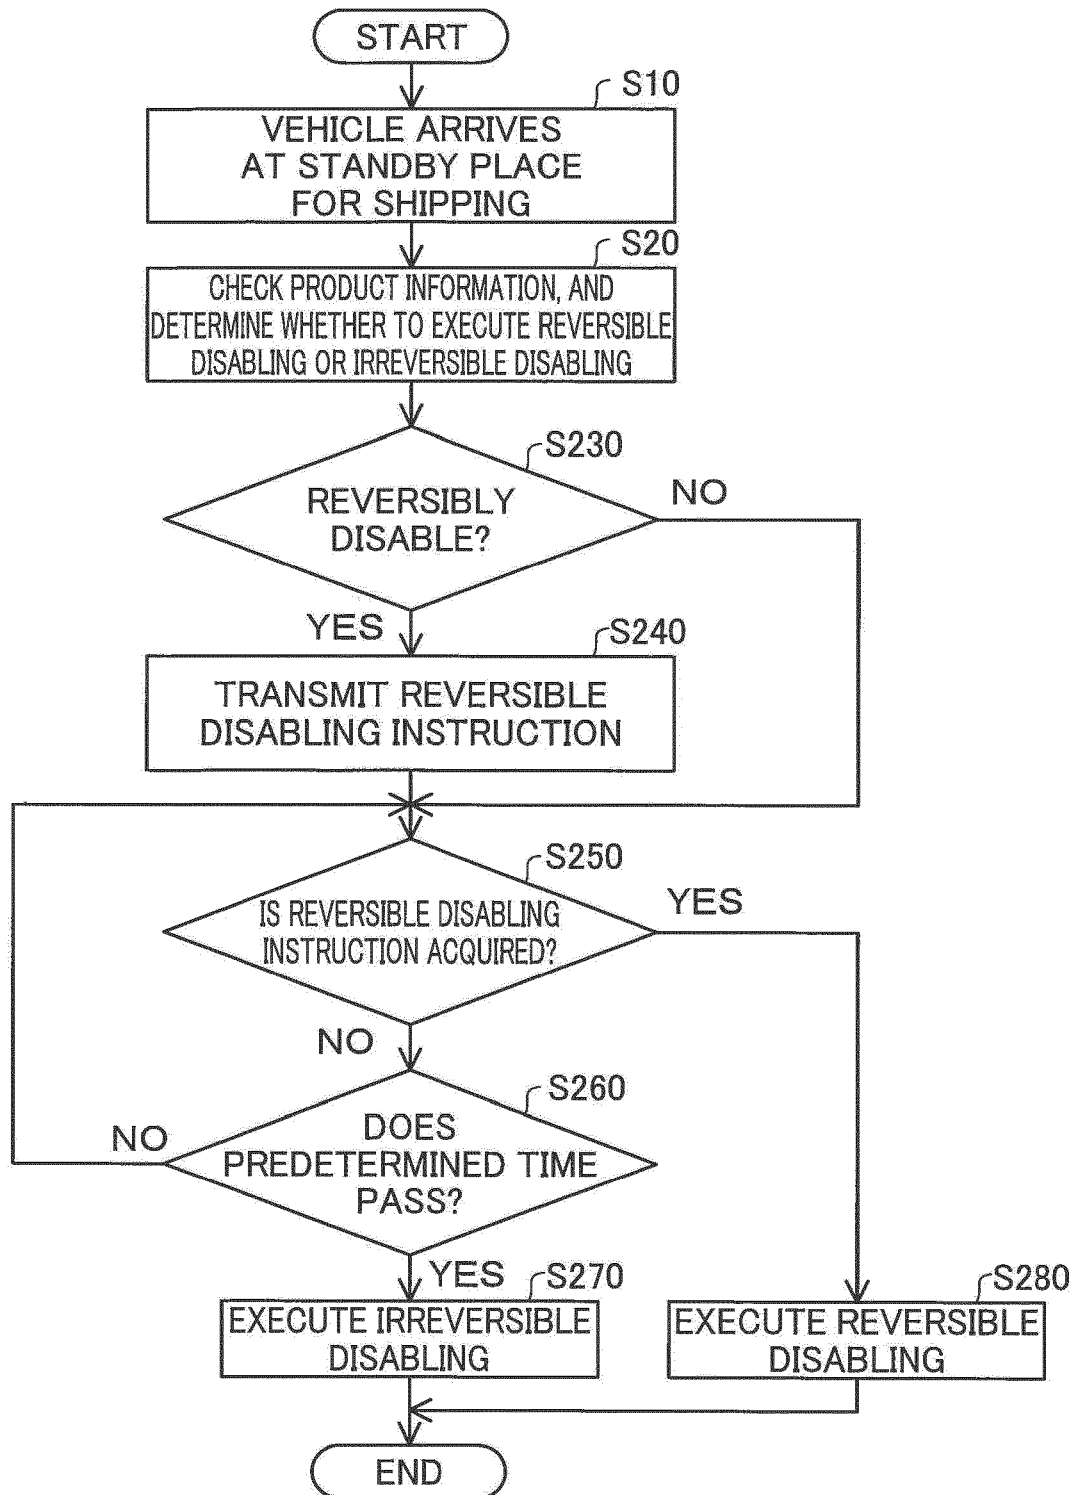 START
S10
VEHICLE ARRIVES
AT STANDBY PLACE
FOR SHIPPING
S20
CHECK PRODUCT INFORMATION, AND
DETERMINE WHETHER TO EXECUTE REVERSIBLE
DISABLING OR IRREVERSIBLE DISABLING
S230
REVERSIBLY
DISABLE?
NO
YES
S240
TRANSMIT REVERSIBLE
DISABLING INSTRUCTION
S250
IS REVERSIBLE DISABLING
INSTRUCTION ACQUIRED?
YES
NO
S260
DOES
PREDETERMINED TIME
PASS?
NO
YES
S270
EXECUTE IRREVERSIBLE
DISABLING
S280
EXECUTE REVERSIBLE
DISABLING
END